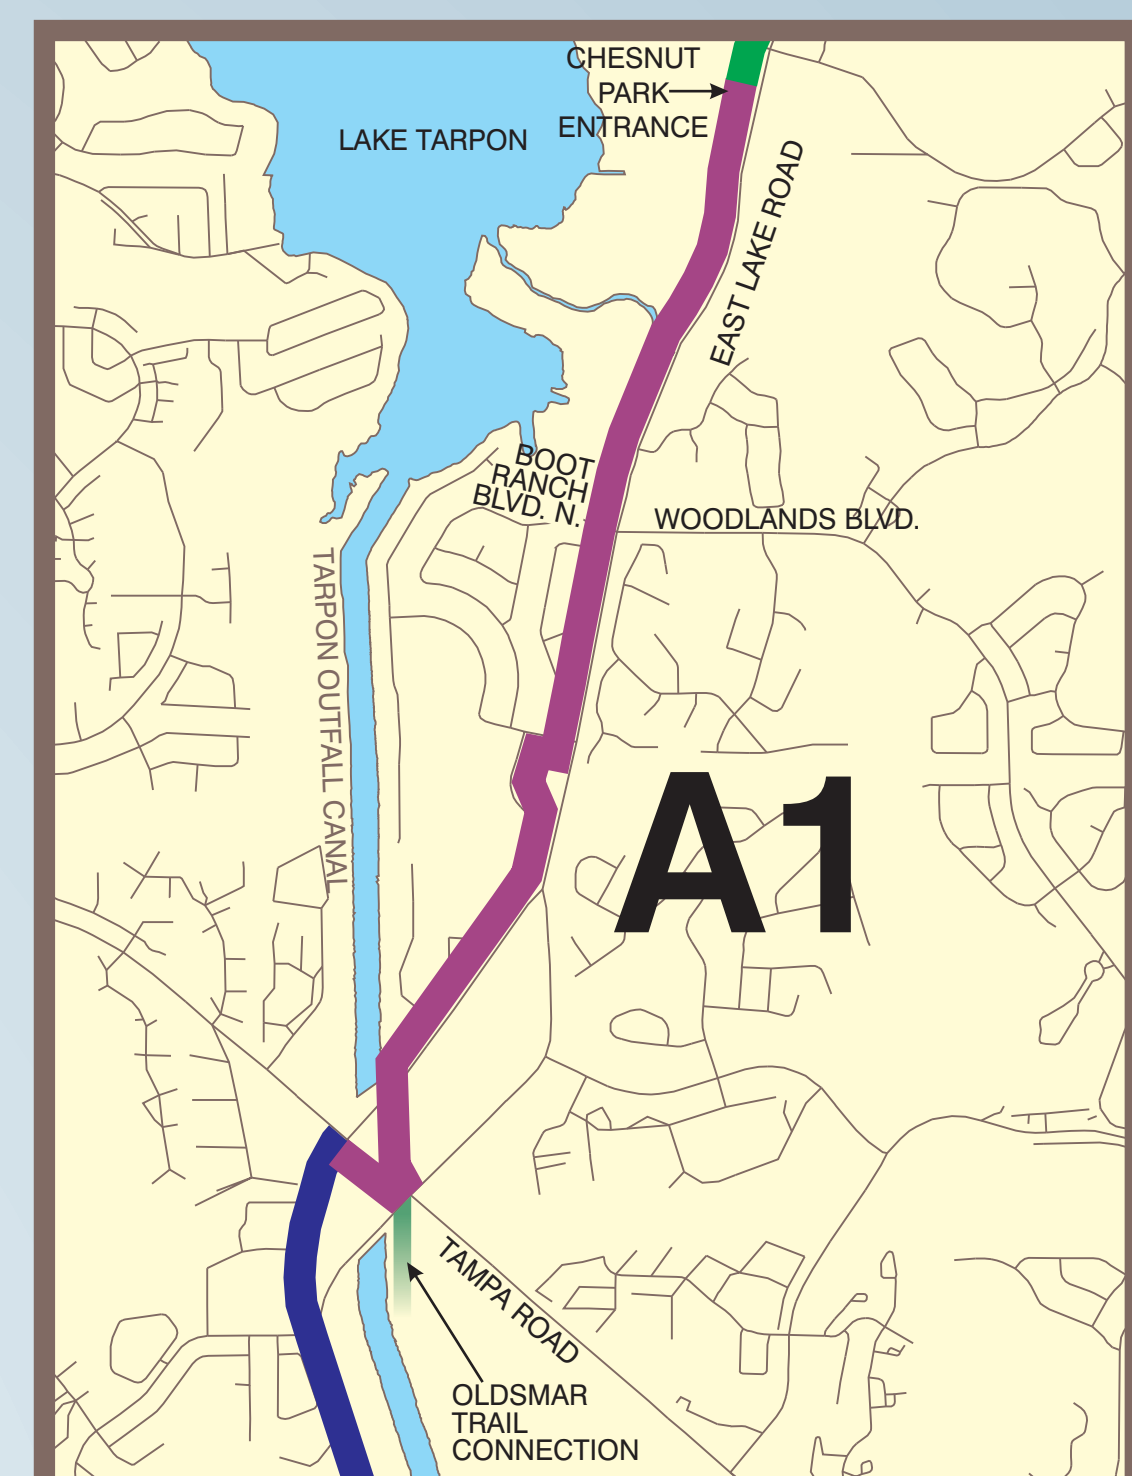 CHESNUT
PARK
ENTRANCE
LAKE TARPON
EAST LAKE ROAD
BOOT
RANCH
BLVD. N.
WOODLANDS BLVD.
TARPON OUTFALL CANAL
A1
TAMPA ROAD
OLDSMAR
TRAIL
CONNECTION